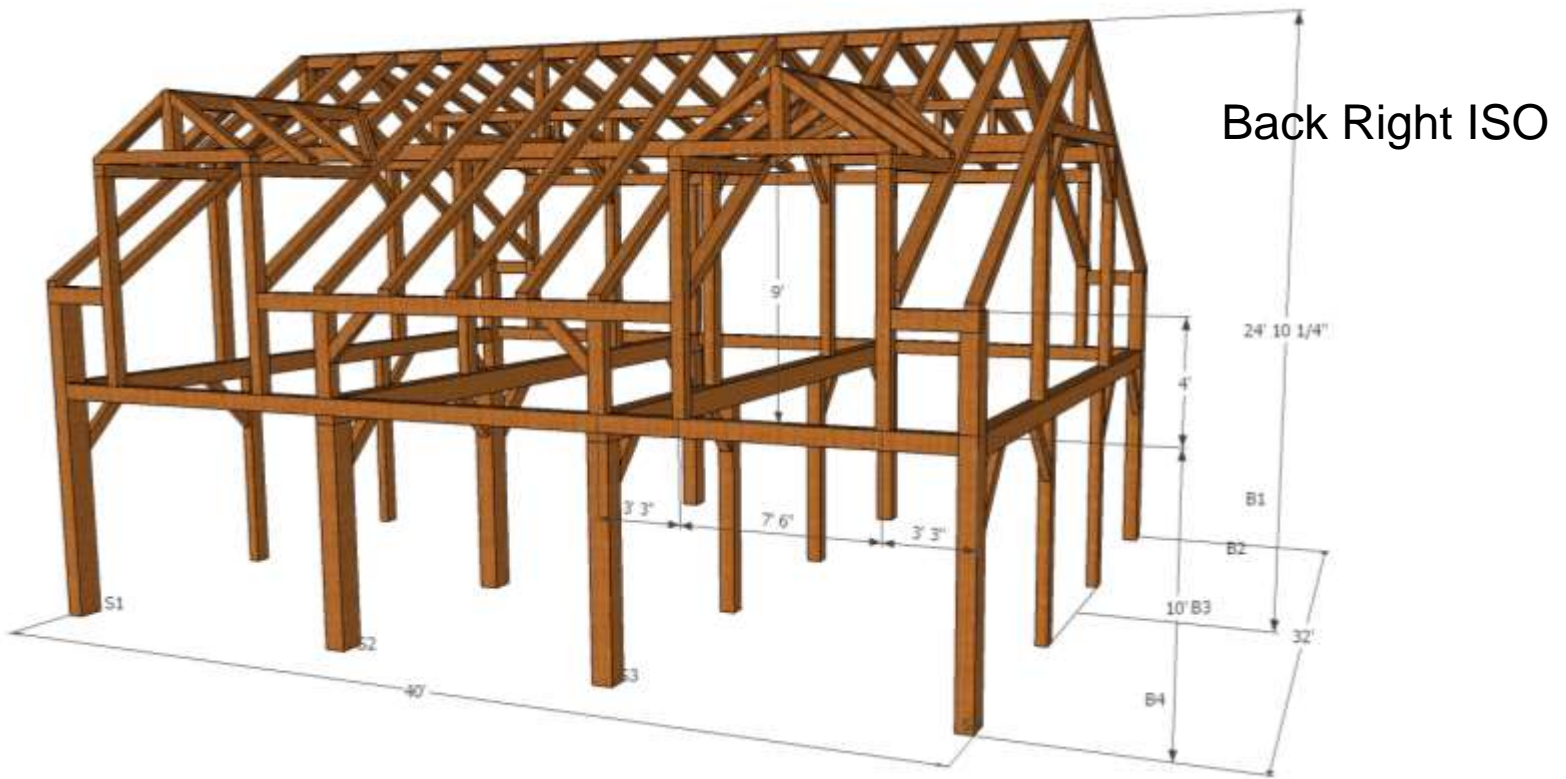 Back Right ISO
9'
24' 10 1/4"
4'
B1
3' 3"
7' 6"
3' 3"
B2
S1
10'
B3
32'
S2
S3
40'
B4